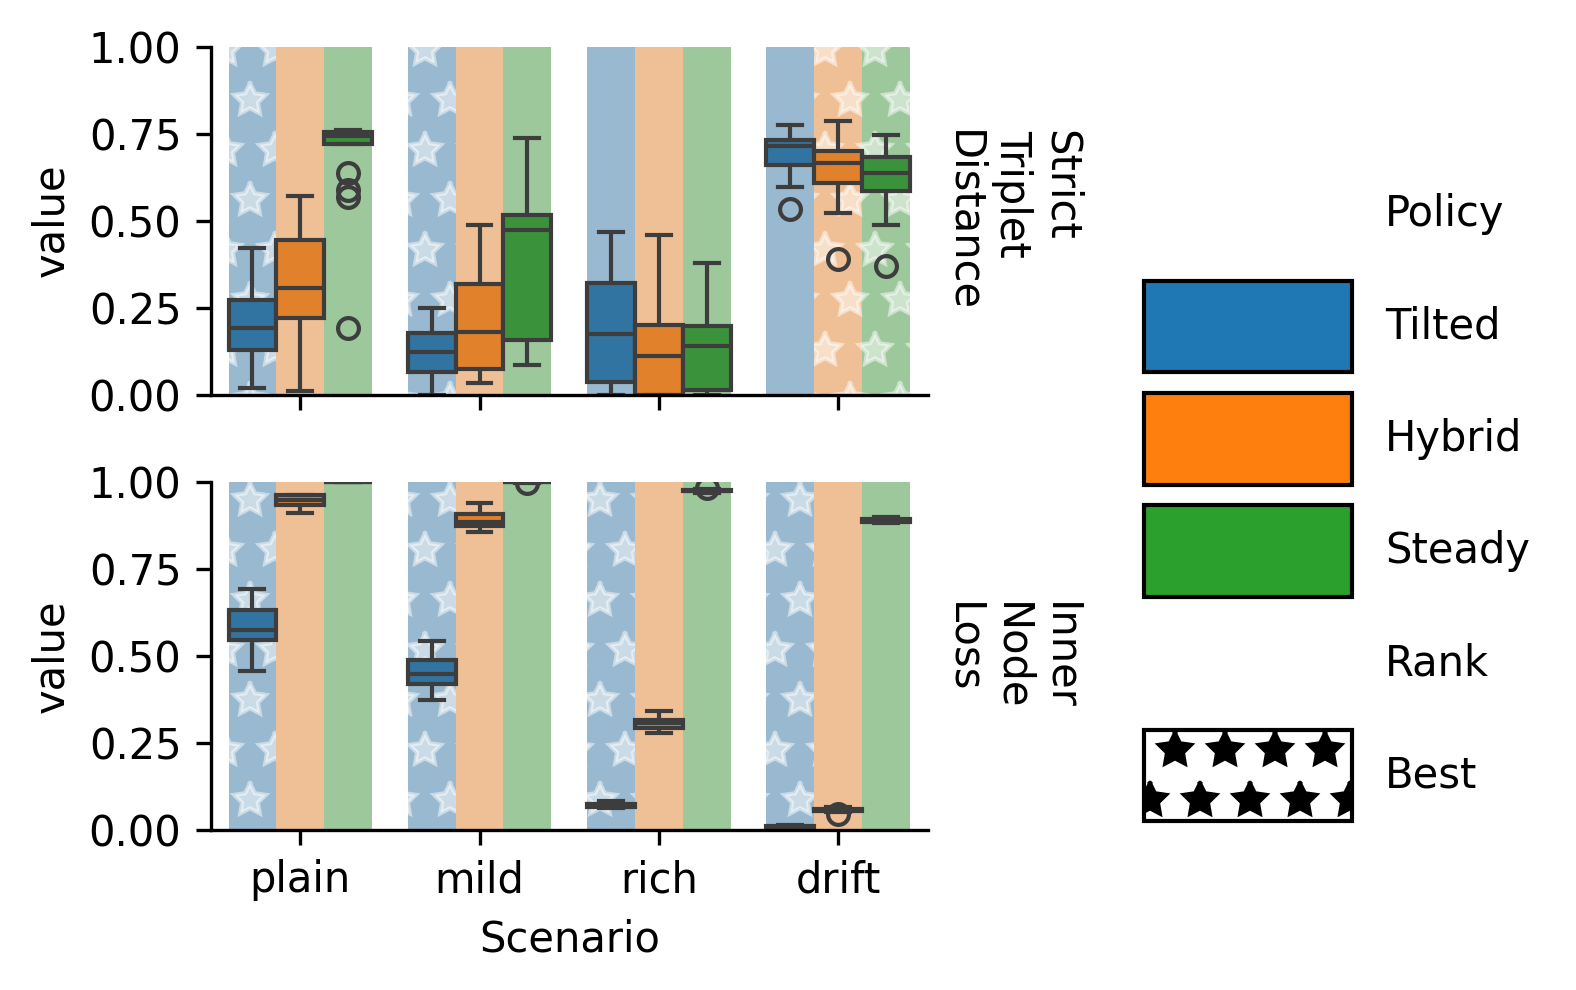 1.00
0.75
0.50
0.25
0.00
value
Strict
Triplet
Distance
1.00
0.75
0.50
0.25
0.00
value
Inner
Node
Loss
plain
mild
rich
drift
Scenario
Policy
Tilted
Hybrid
Steady
Rank
Best